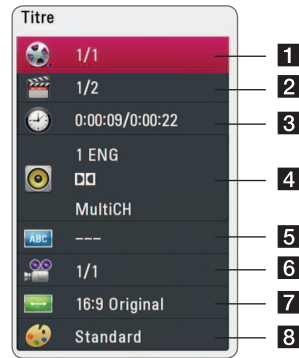 Titre
1/1
1
1/2
2
0:00:09/0:00:22
3
1 ENG
MultiCH
4
ABC
---
5
1/1
6
16:9 Original
7
Standard
8